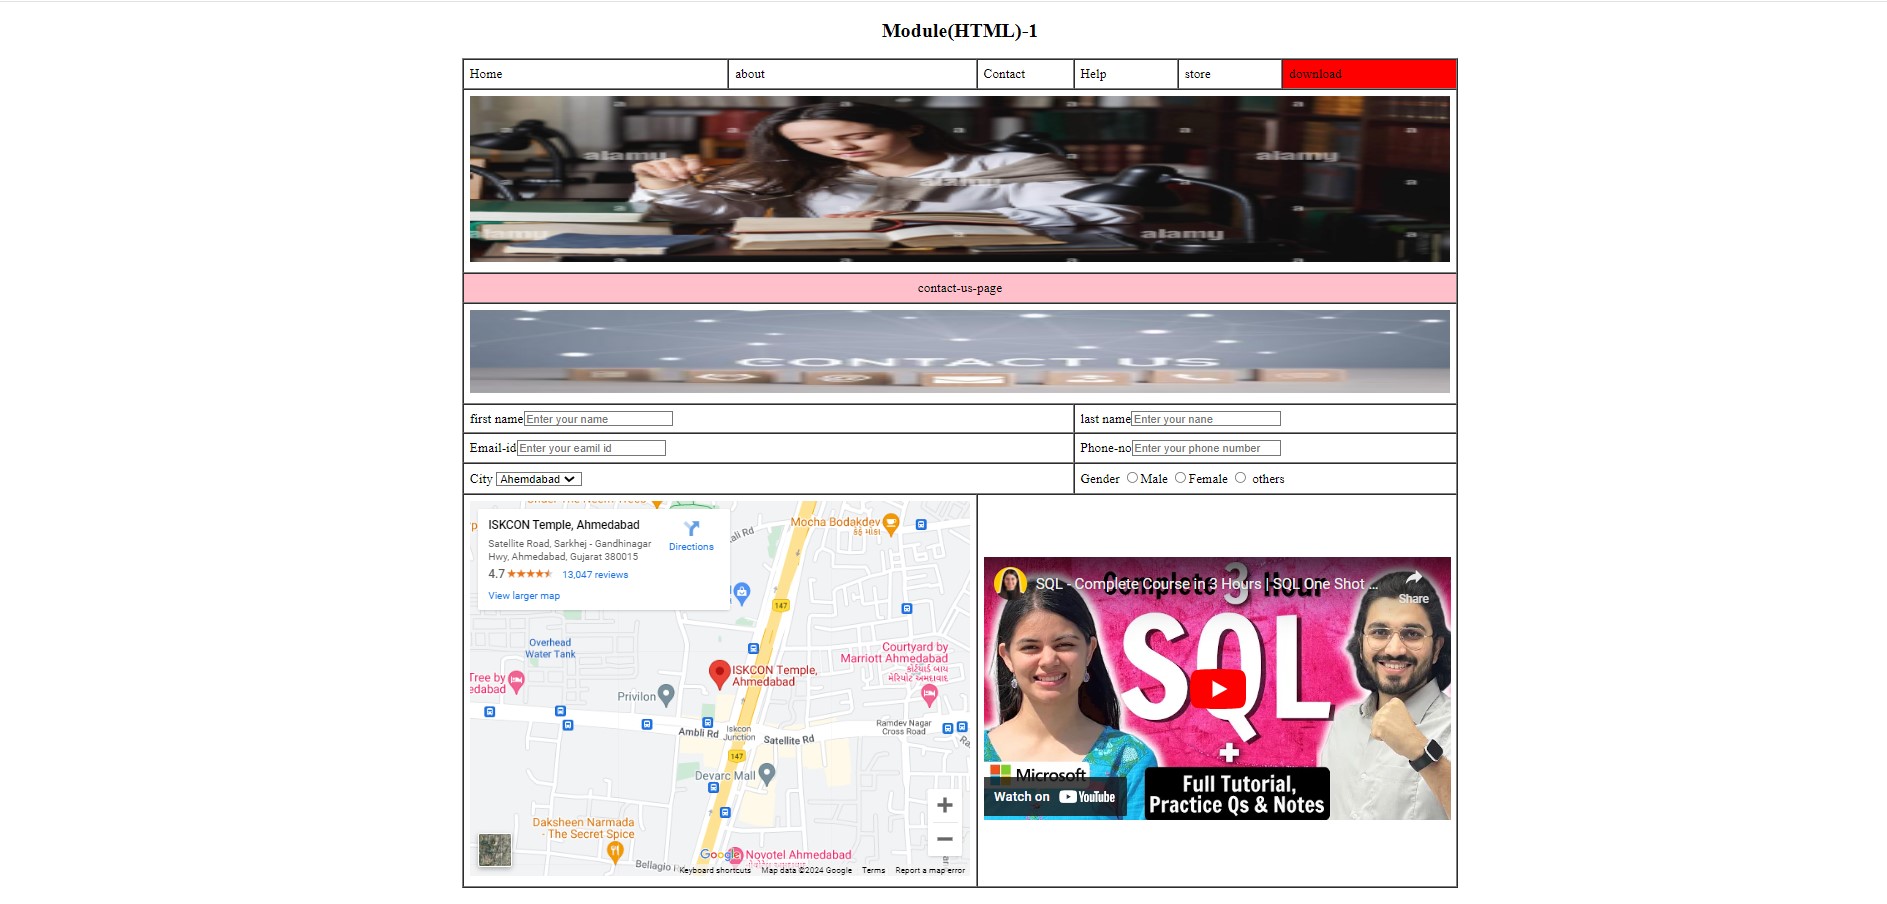 Module(HTML)-1
Home about Contact Help store download
a a a a a
a a a
alamy alamy
a
alamy a
a a
alamy a alamy a
contact-us-page
CONTACT US
first name Enter your name last name Enter your nane
Email-id Enter your eamil id Phone-no Enter your phone number
City Ahemdabad Gender Male Female others
ISKCON Temple, Ahmedabad
Satellite Road, Sarkhej - Gandhinagar
Hwy, Ahmedabad, Gujarat 380015
4.7 13,047 reviews
View larger map
Directions
Mocha Bodakdev
147
Overhead
Water Tank
Courtyard by
Marriott Ahmedabad
ISKCON Temple,
Ahmedabad
Tree by
edabad
Privilon
Ambli Rd
Iskcon
Junction
Satellite Rd
Ramdev Nagar
Cross Road
147
Devarc Mall
Daksheen Narmada
- The Secret Spice
Google
Novotel Ahmedabad
Bellagio
Keyboard shortcuts Map data ©2024 Google Terms Report a map error
SQL - Complete Course in 3 Hours | SQL One Shot ...
Share
Complete 3 Hour
SQL
+
Microsoft
Watch on YouTube
Full Tutorial,
Practice Qs & Notes